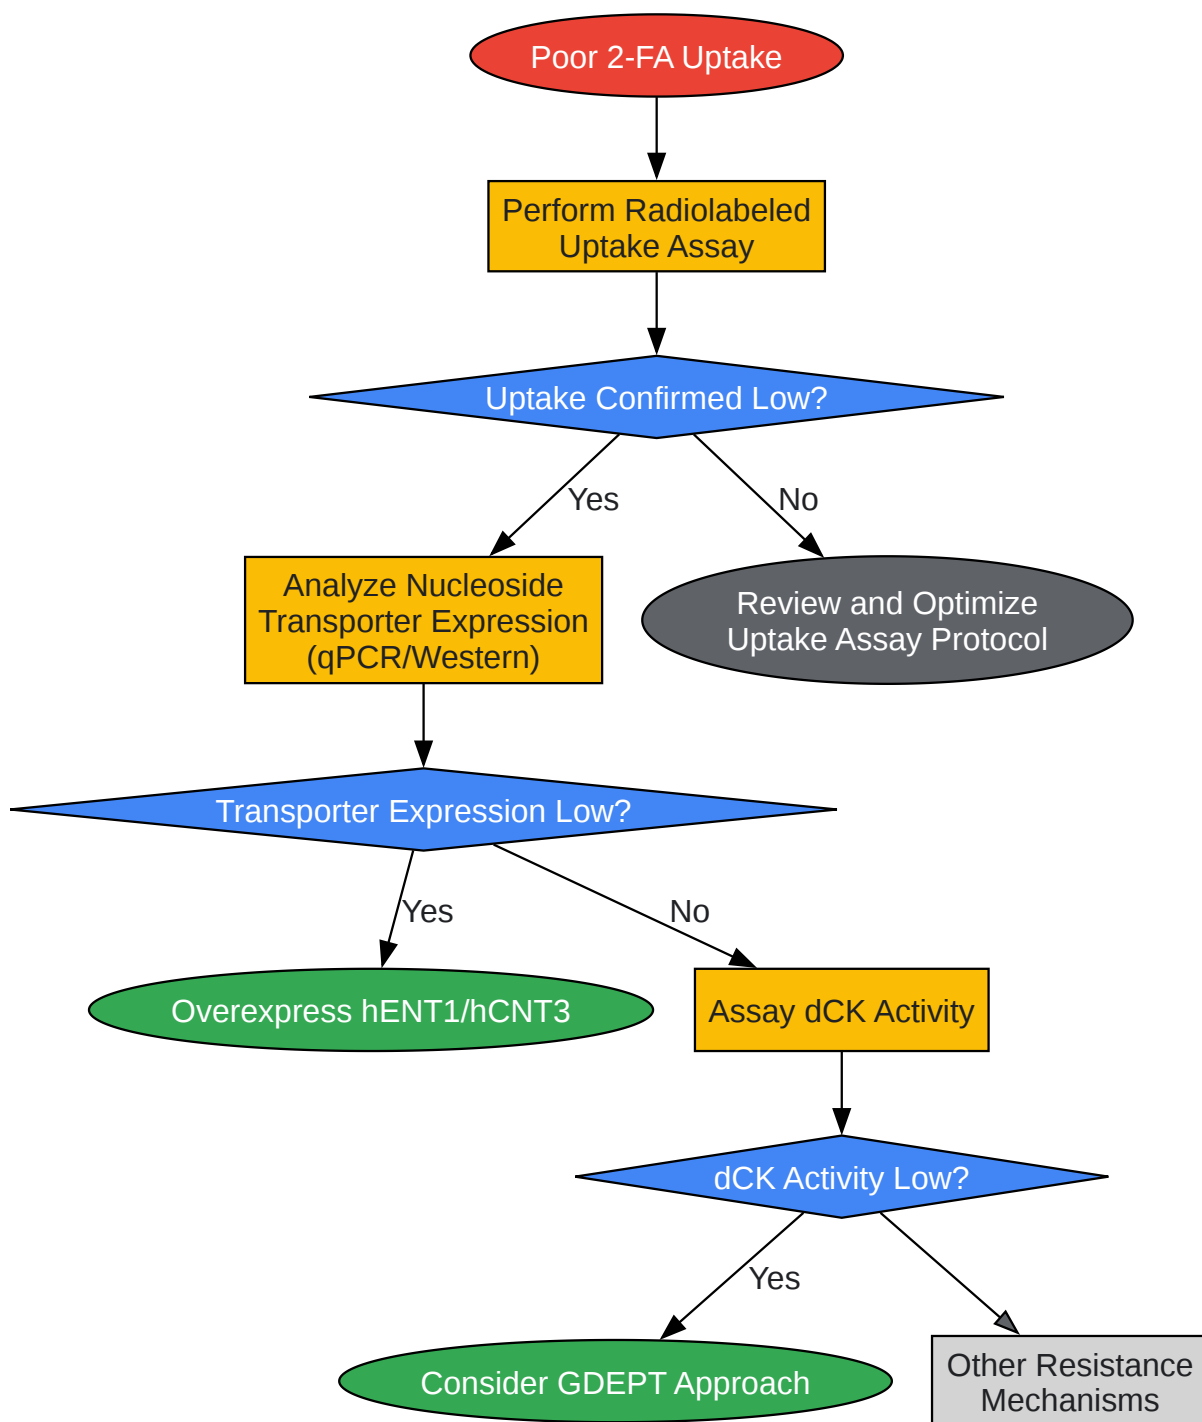 Poor 2-FA Uptake
Perform Radiolabeled
Uptake Assay
Uptake Confirmed Low?
Yes
No
Analyze Nucleoside
Transporter Expression
(qPCR/Western)
Review and Optimize
Uptake Assay Protocol
Transporter Expression Low?
Yes
No
Overexpress hENT1/hCNT3
Assay dCK Activity
dCK Activity Low?
Yes
Consider GDEPT Approach
Other Resistance
Mechanisms